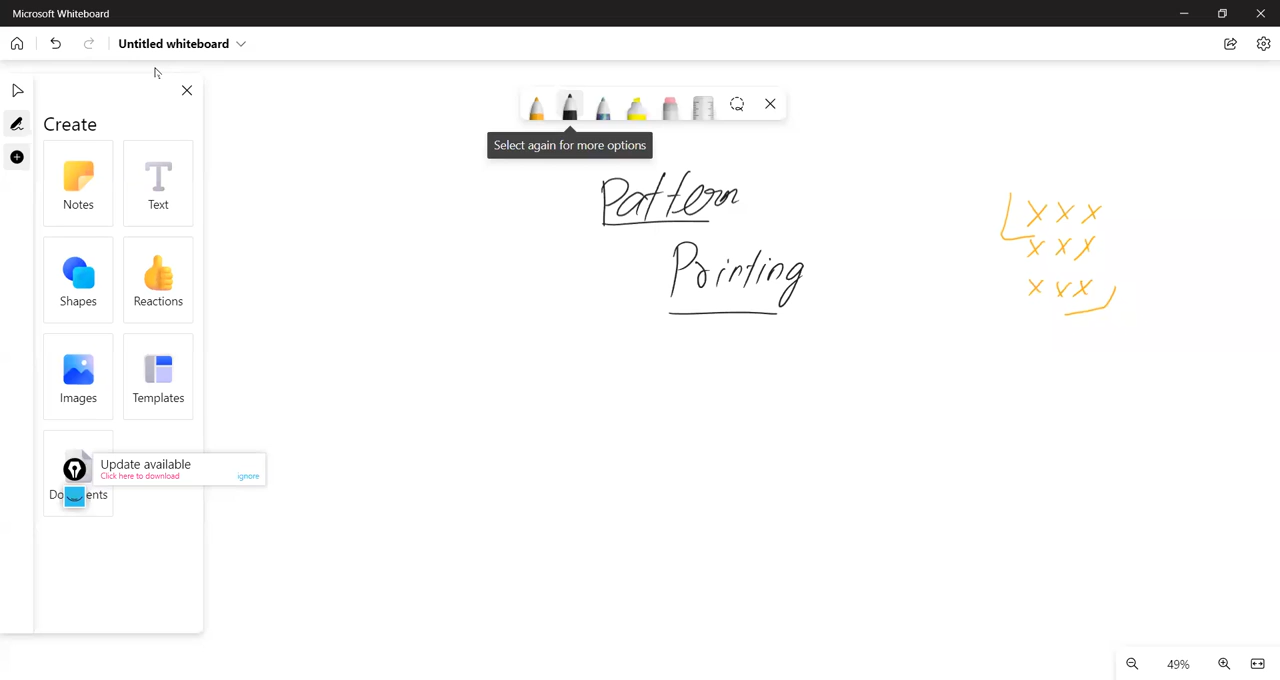 Microsoft Whiteboard
Untitled whiteboard
Create
Select again for more options
Notes
Text
Pattern
x x x
x x x
Printing
Shapes
Reactions
x x x
Images
Templates
Update available
Click here to download
ignore
Documents
49%